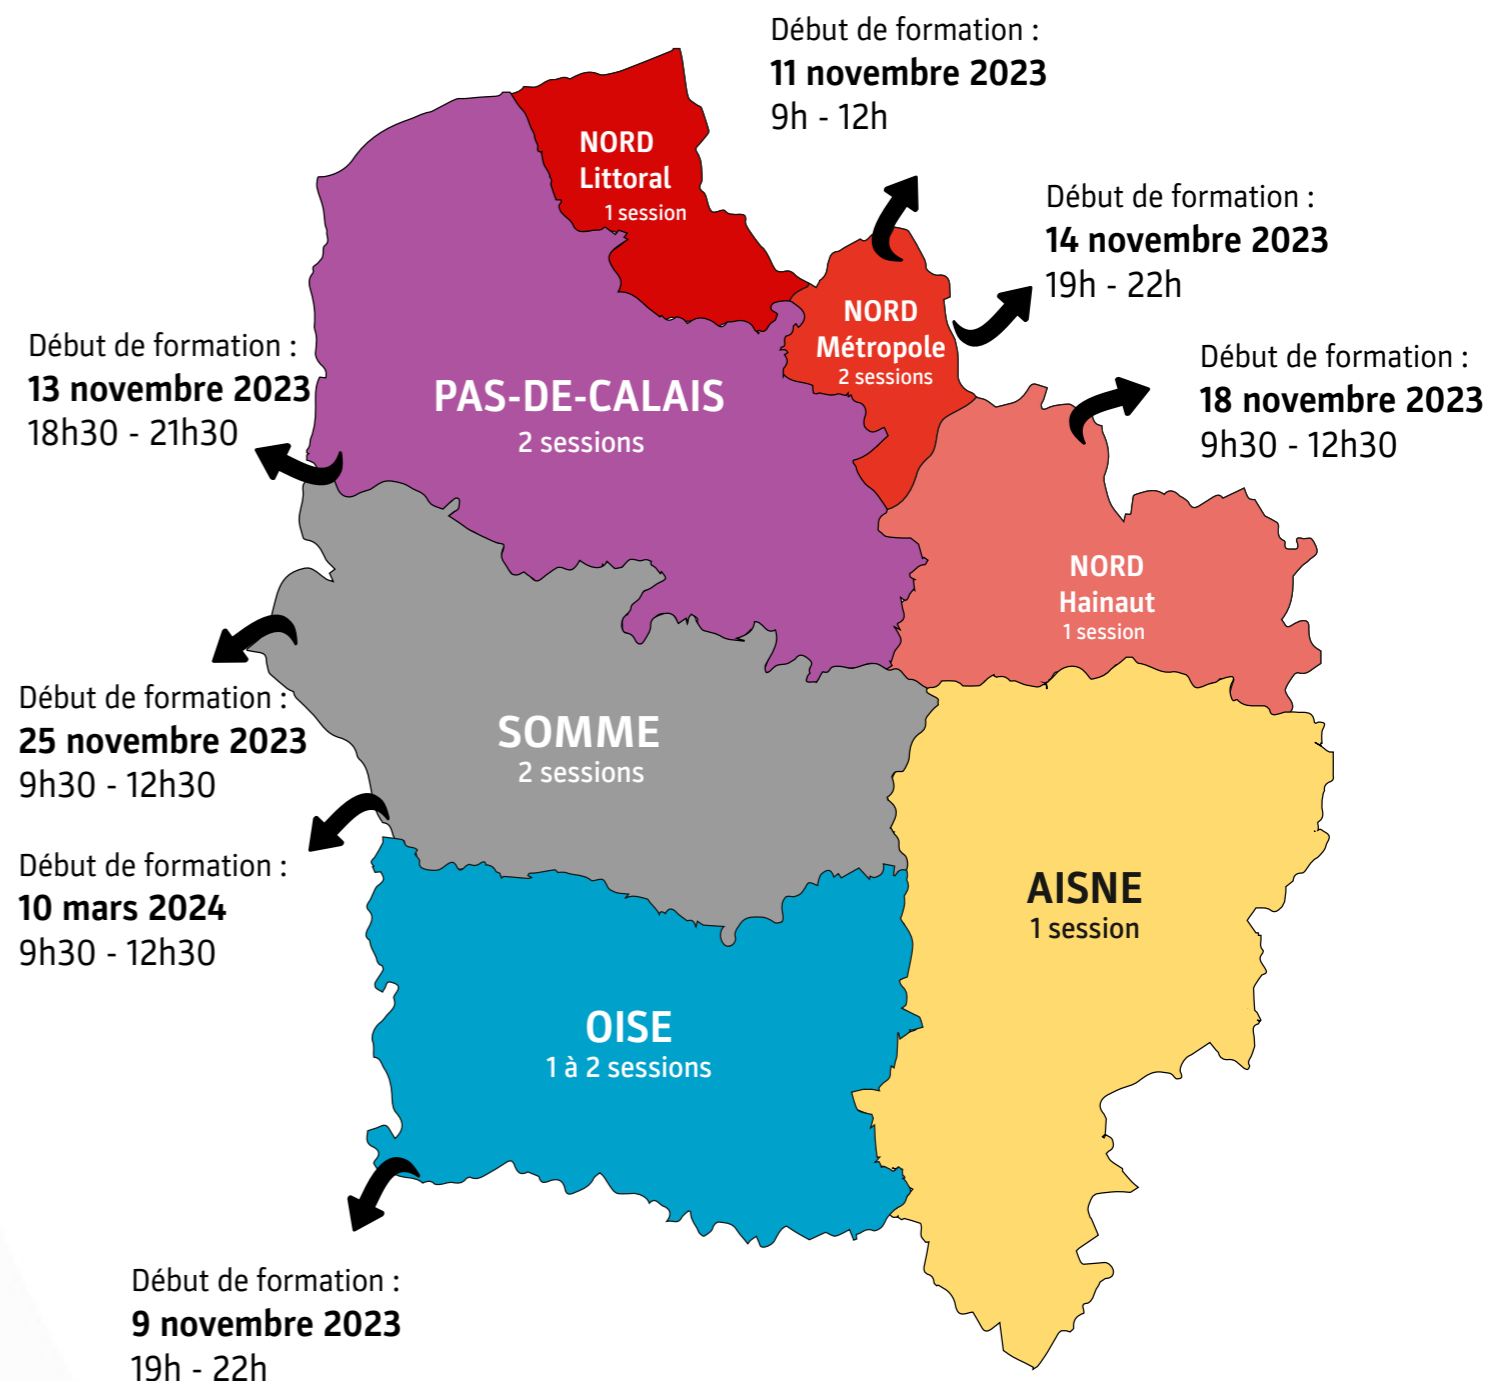 Début de formation :
11 novembre 2023
9h - 12h
NORD
Littoral
1 session
Début de formation :
14 novembre 2023
19h - 22h
NORD
Métropole
2 sessions
Début de formation :
13 novembre 2023
18h30 - 21h30
Début de formation :
18 novembre 2023
9h30 - 12h30
PAS-DE-CALAIS
2 sessions
NORD
Hainaut
1 session
Début de formation :
25 novembre 2023
9h30 - 12h30
SOMME
2 sessions
Début de formation :
10 mars 2024
9h30 - 12h30
AISNE
1 session
OISE
1 à 2 sessions
Début de formation :
9 novembre 2023
19h - 22h